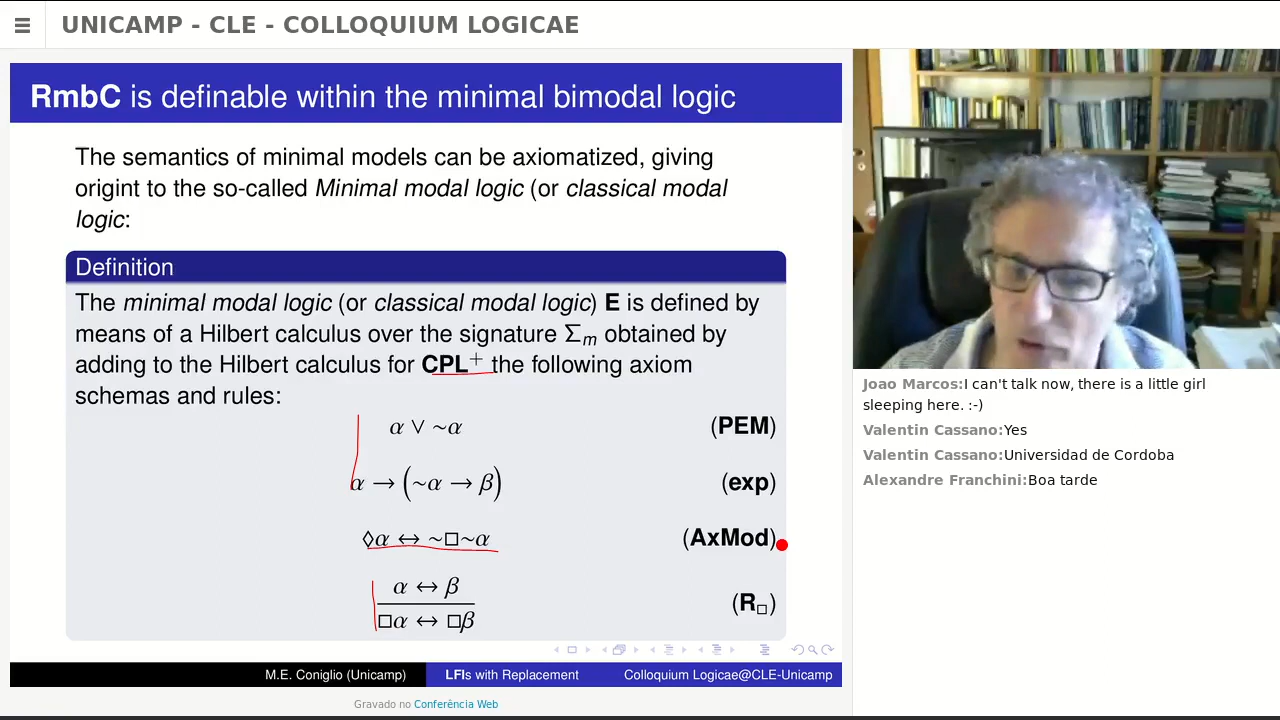 UNICAMP - CLE - COLLOQUIUM LOGICAE
RmbC is definable within the minimal bimodal logic
The semantics of minimal models can be axiomatized, giving
origint to the so-called Minimal modal logic (or classical modal
logic:
Definition
The minimal modal logic (or classical modal logic) E is defined by
means of a Hilbert calculus over the signature Σm obtained by
adding to the Hilbert calculus for CPL+ the following axiom
schemas and rules:
α ∨ ~α (PEM)
α → (~α → β) (exp)
◊α ↔ ~□~α (AxMod)
α ↔ β
□α ↔ □β (R□)
M.E. Coniglio (Unicamp) LFIs with Replacement Colloquium Logicae@CLE-Unicamp
Gravado no Conferência Web
Joao Marcos:I can't talk now, there is a little girl
sleeping here. :-)
Valentin Cassano:Yes
Valentin Cassano:Universidad de Cordoba
Alexandre Franchini:Boa tarde